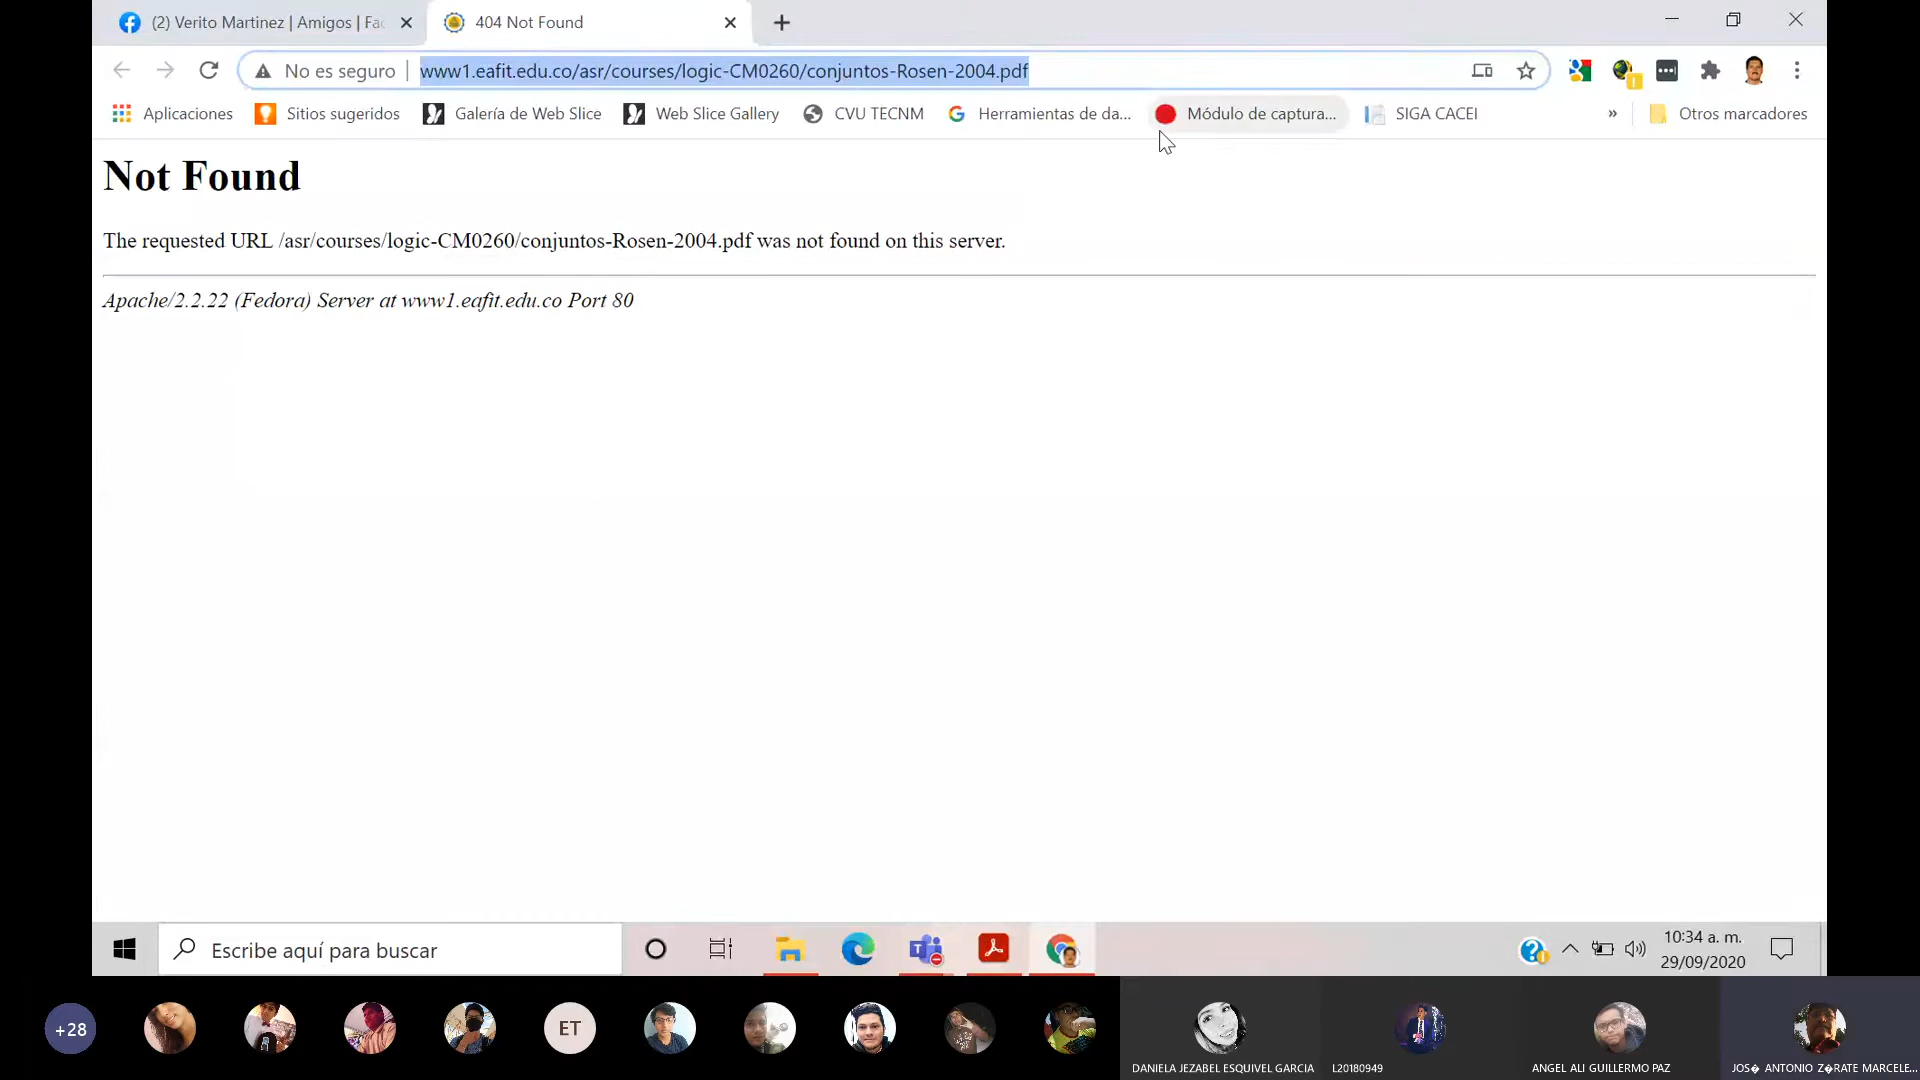 (2) Verito Martinez | Amigos | Fac
404 Not Found
No es seguro
www1.eafit.edu.co/asr/courses/logic-CM0260/conjuntos-Rosen-2004.pdf
Aplicaciones
Sitios sugeridos
Galería de Web Slice
Web Slice Gallery
CVU TECNM
Herramientas de da...
Módulo de captura...
SIGA CACEI
»
Otros marcadores
Not Found
The requested URL /asr/courses/logic-CM0260/conjuntos-Rosen-2004.pdf was not found on this server.
Apache/2.2.22 (Fedora) Server at www1.eafit.edu.co Port 80
Escribe aquí para buscar
10:34 a. m.
29/09/2020
+28
ET
DANIELA JEZABEL ESQUIVEL GARCIA
L20180949
ANGEL ALI GUILLERMO PAZ
JOS� ANTONIO Z�RATE MARCELE...